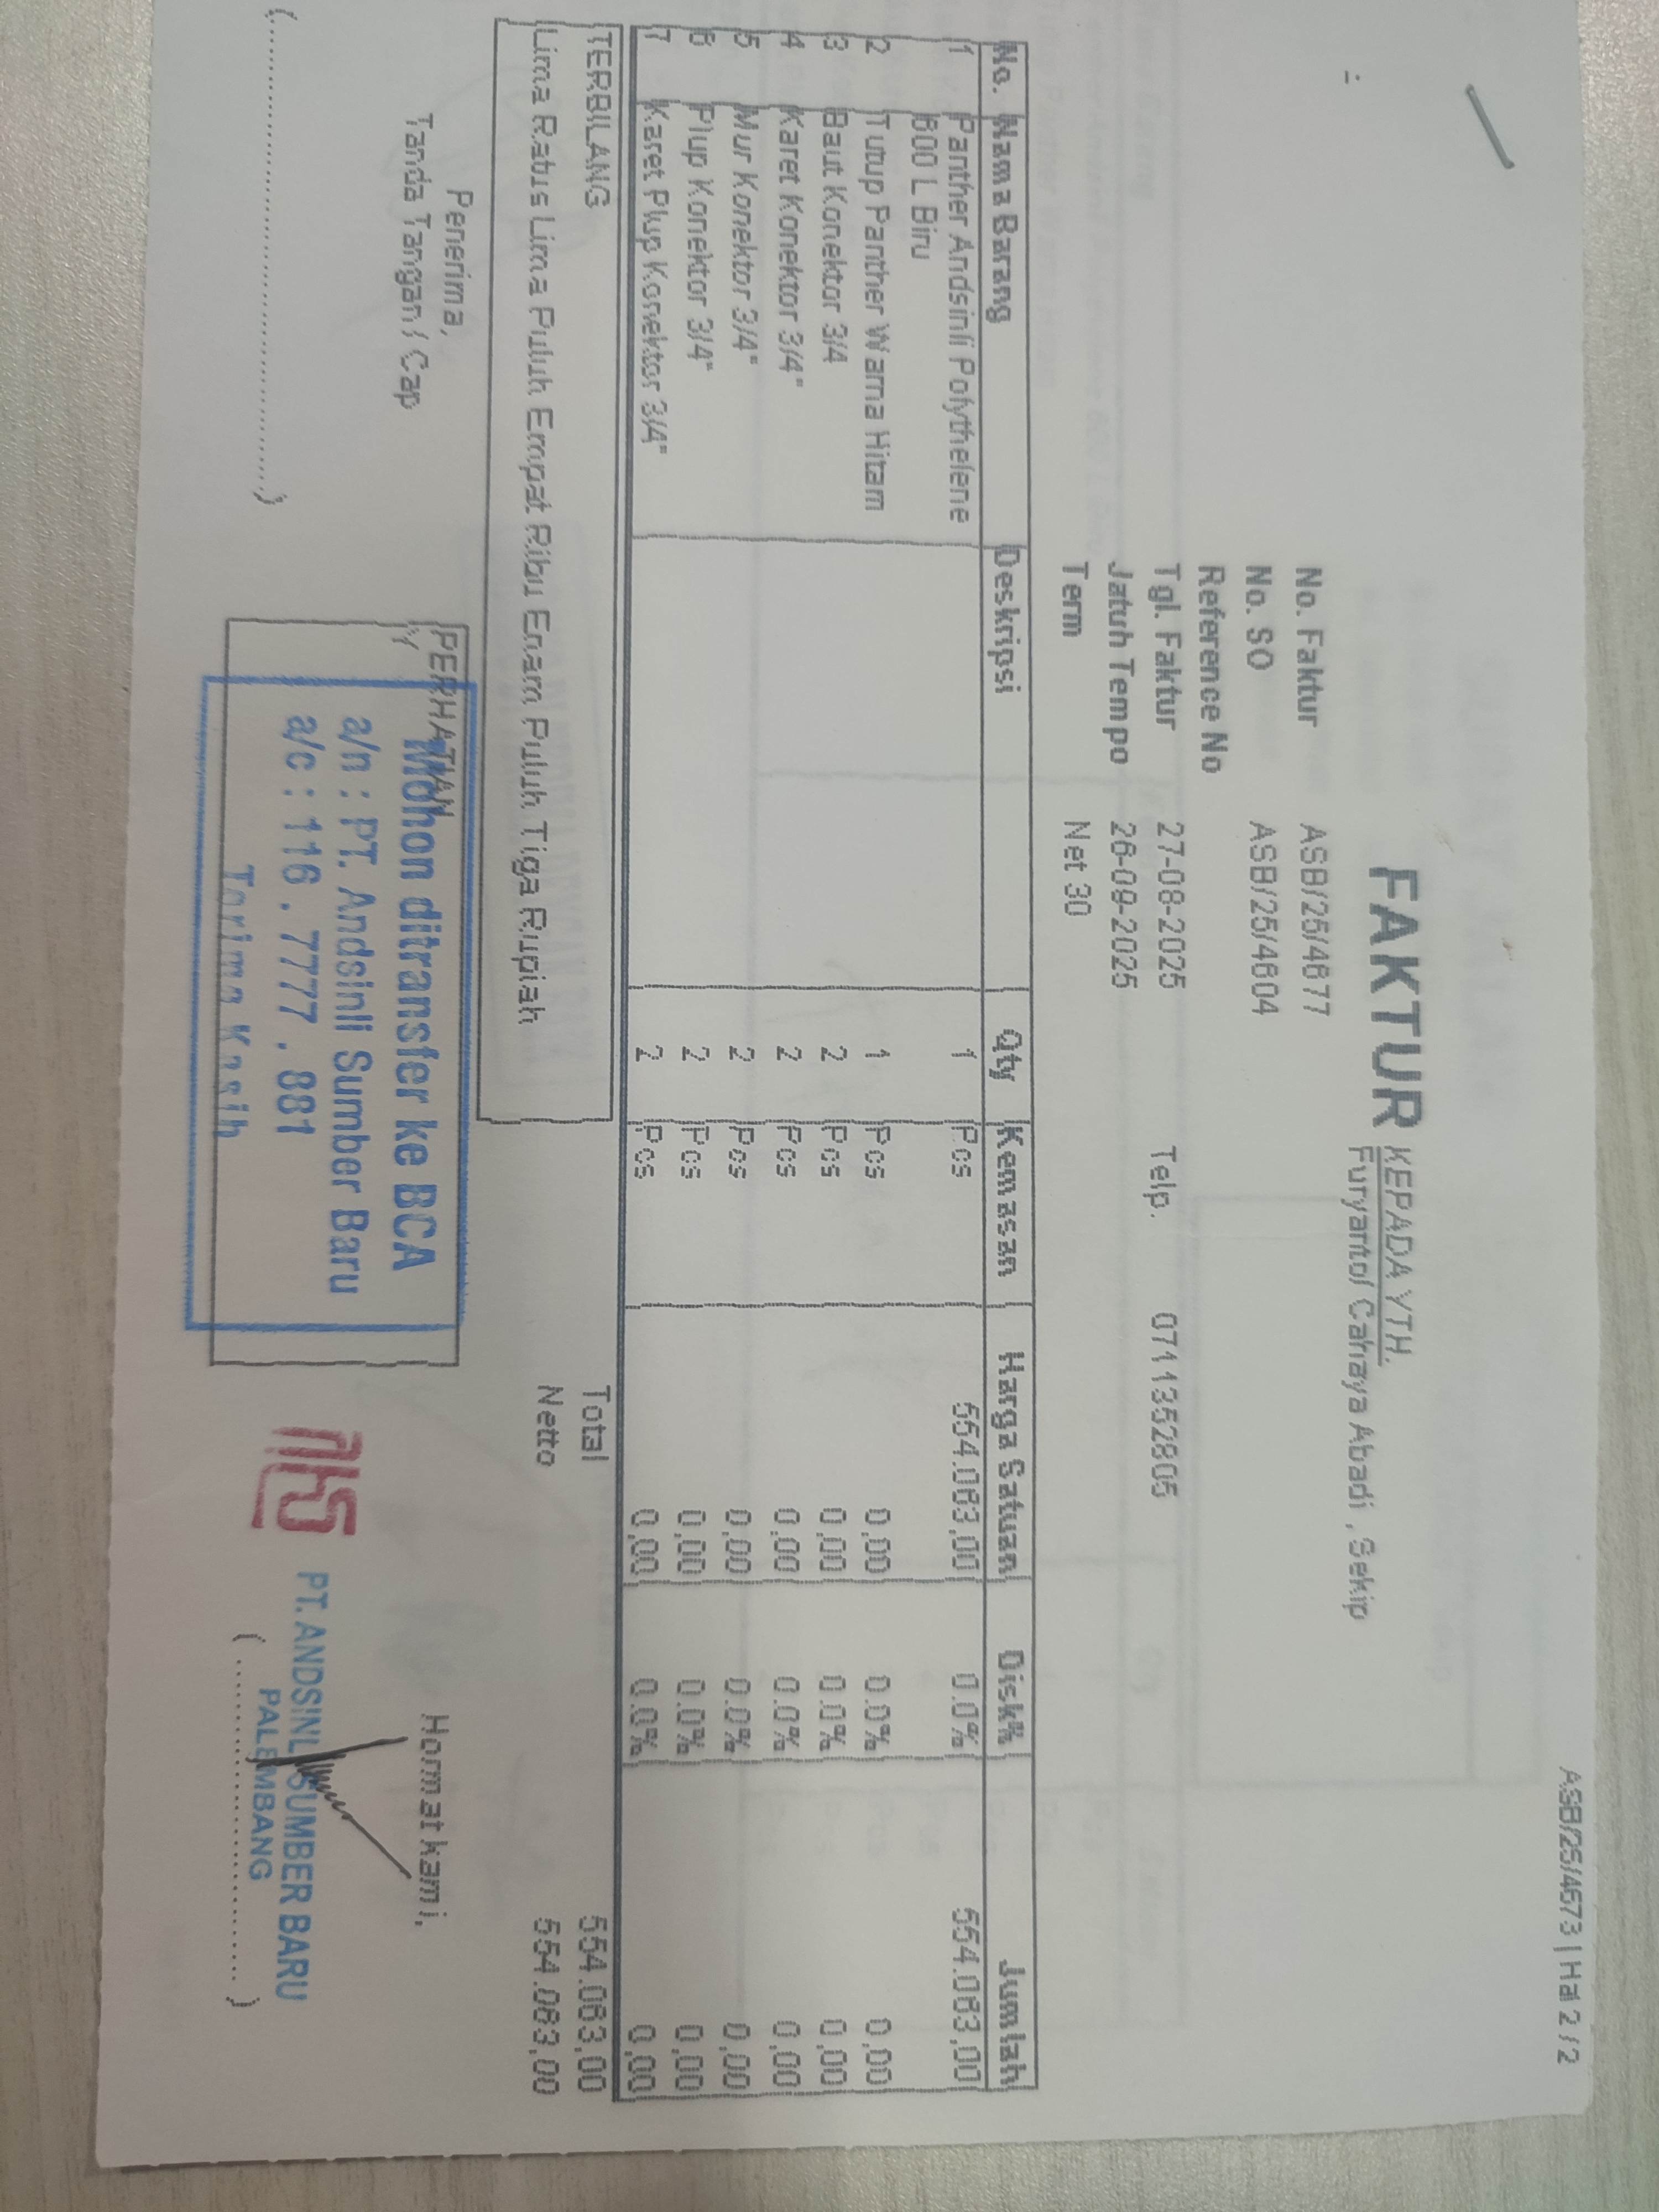 ASB/25/4673 | Hal 2 / 2
FAKTUR
KEPADA YTH.
Furyanto/ Cahaya Abadi , Sekip
No. Faktur ASB/25/4677
No. SO ASB/25/4604
Reference No
Tgl. Faktur 27-08-2025 Telp. 0711352805
Jatuh Tempo 26-09-2025
Term Net 30
No. Nama Barang Deskripsi Qty Kemasan Harga Satuan Disk% Jumlah
1 Panther Andsinli Polythelene 1 Pcs 554.063,00 0.0% 554.063,00
600 L Biru
2 Tutup Panther Warna Hitam 1 Pcs 0,00 0.0% 0,00
3 Baut Konektor 3/4 2 Pcs 0,00 0.0% 0,00
4 Karet Konektor 3/4" 2 Pcs 0,00 0.0% 0,00
5 Mur Konektor 3/4" 2 Pcs 0,00 0.0% 0,00
6 Plup Konektor 3/4" 2 Pcs 0,00 0.0% 0,00
7 Karet Plup Konektor 3/4" 2 Pcs 0,00 0.0% 0,00
TERBILANG
Lima Ratus Lima Puluh Empat Ribu Enam Puluh Tiga Rupiah
Total 554.063,00
Netto 554.063,00
Penerima,
Tanda Tangan / Cap
(..............................)
PERHATIAN
Y
Mohon ditransfer ke BCA
a/n : PT. Andsinli Sumber Baru
a/c : 116 . 7777 . 881
Terima Kasih
Hormat kami,
PT. ANDSINLI SUMBER BARU
PALEMBANG
( .............................. )